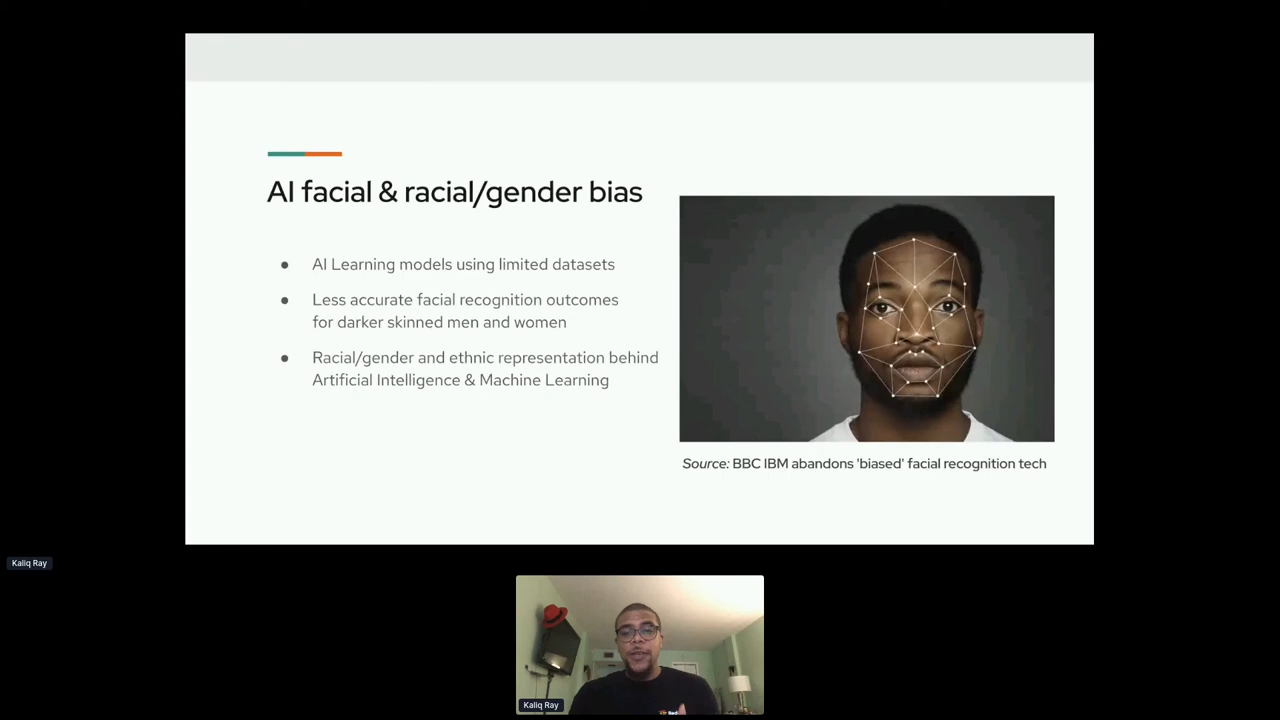 AI facial & racial/gender bias
● AI Learning models using limited datasets
● Less accurate facial recognition outcomes
for darker skinned men and women
● Racial/gender and ethnic representation behind
Artificial Intelligence & Machine Learning
Source: BBC IBM abandons 'biased' facial recognition tech
Kaliq Ray
Kaliq Ray
Red